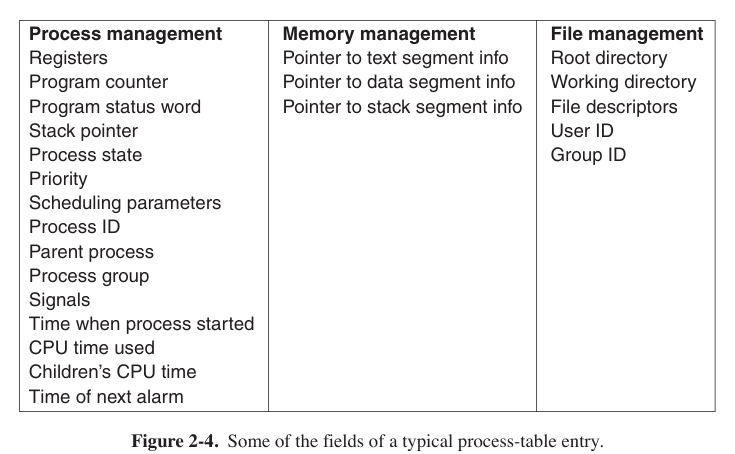 Process management
Registers
Program counter
Program status word
Stack pointer
Process state
Priority
Scheduling parameters
Process ID
Parent process
Process group
Signals
Time when process started
CPU time used
Children’s CPU time
Time of next alarm
Memory management
Pointer to text segment info
Pointer to data segment info
Pointer to stack segment info
File management
Root directory
Working directory
File descriptors
User ID
Group ID
Figure 2-4. Some of the fields of a typical process-table entry.